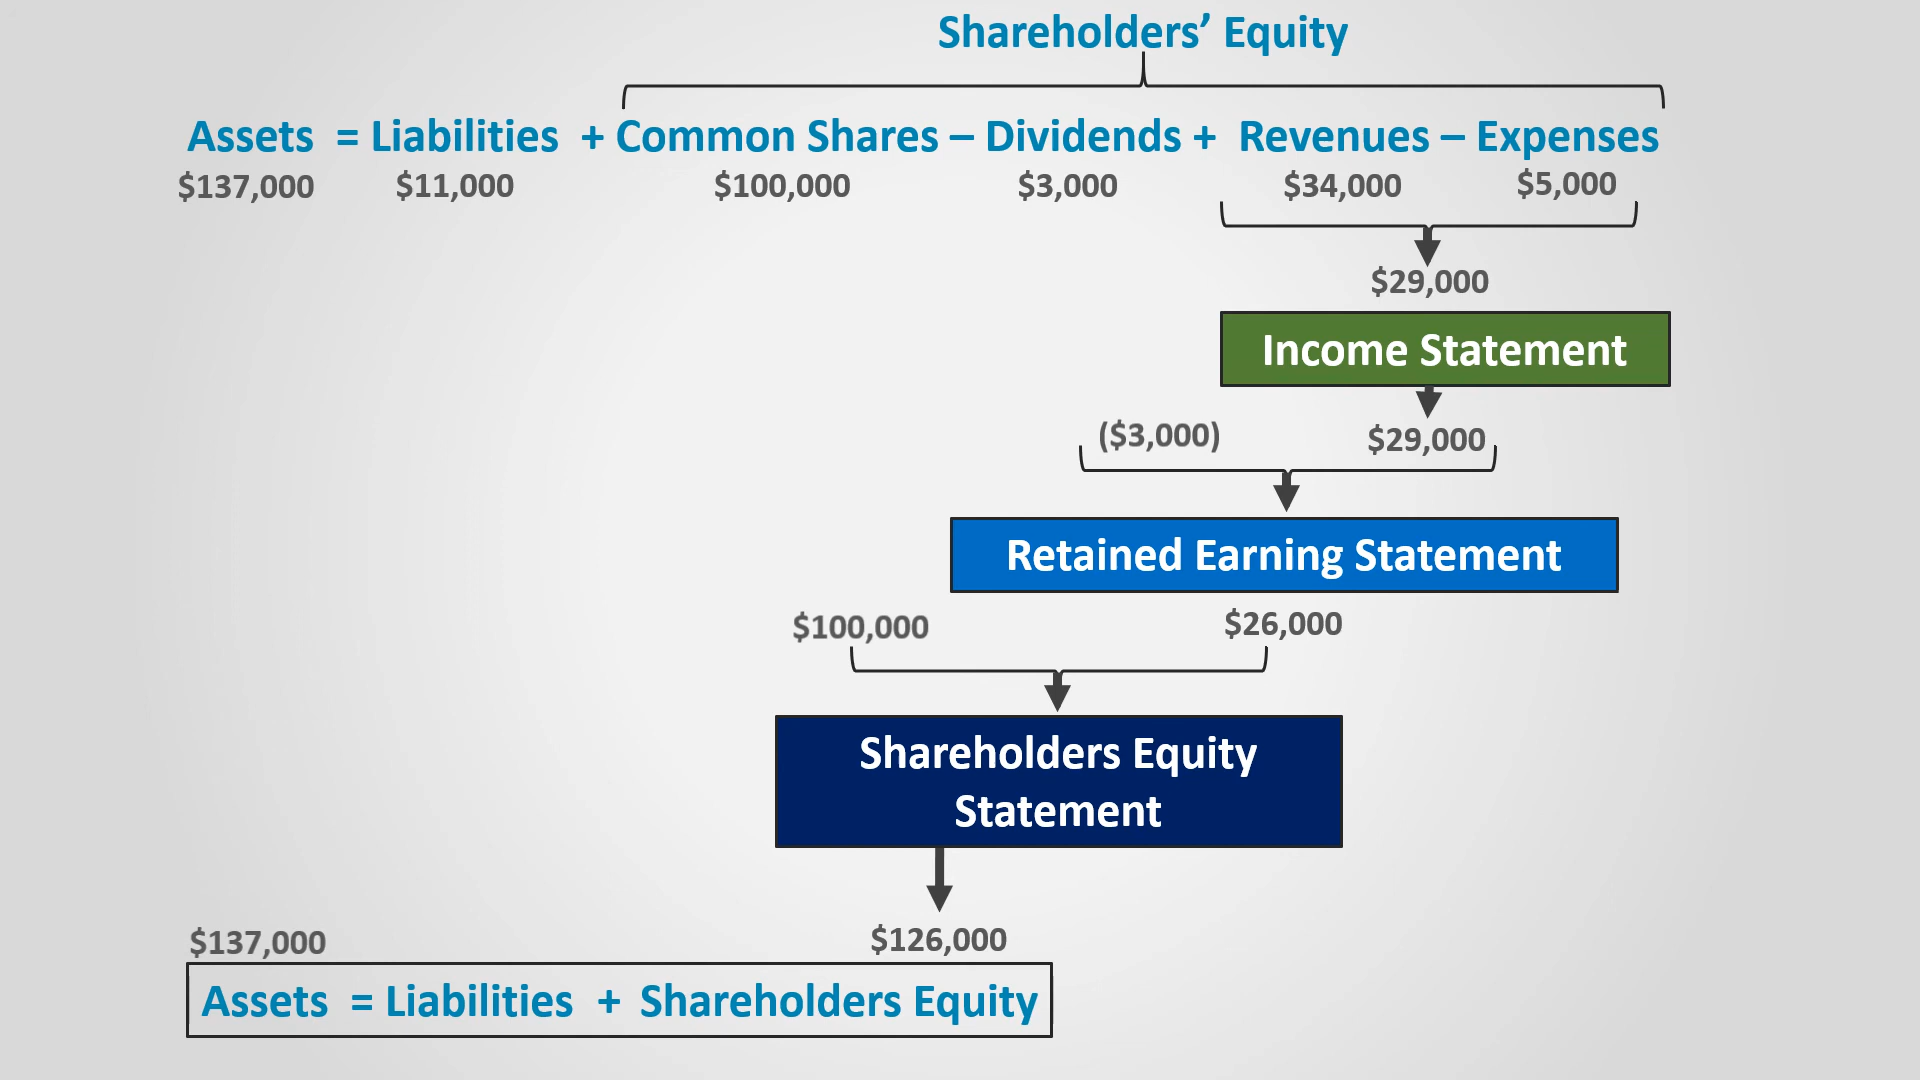 Shareholders’ Equity
Assets = Liabilities + Common Shares – Dividends + Revenues – Expenses
$137,000 $11,000 $100,000 $3,000 $34,000 $5,000
$29,000
Income Statement
($3,000) $29,000
Retained Earning Statement
$100,000 $26,000
Shareholders Equity
Statement
$137,000 $126,000
Assets = Liabilities + Shareholders Equity